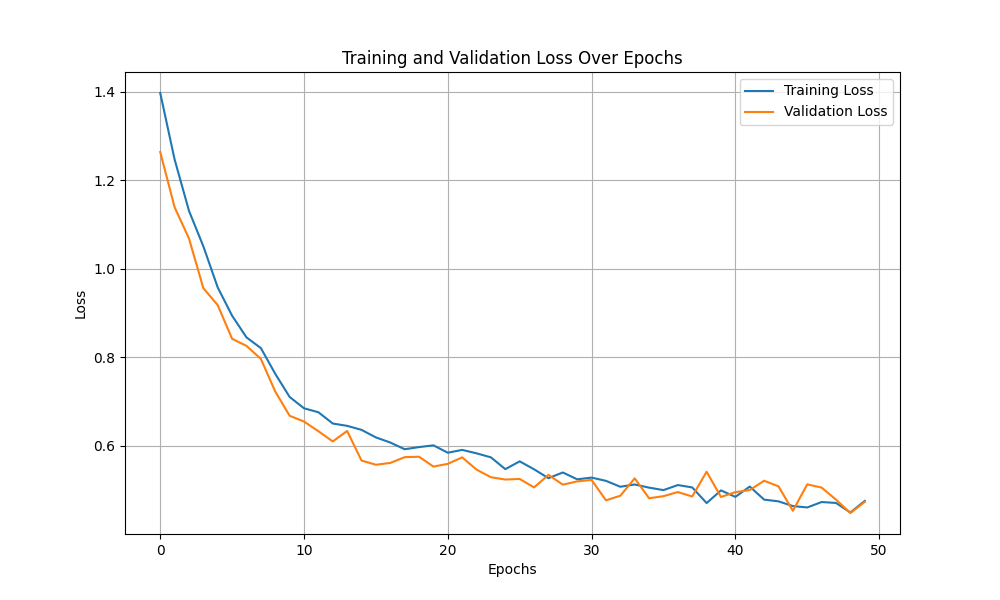 Training and Validation Loss Over Epochs
Training Loss
Validation Loss
Loss
1.4
1.2
1.0
0.8
0.6
0
10
20
30
40
50
Epochs